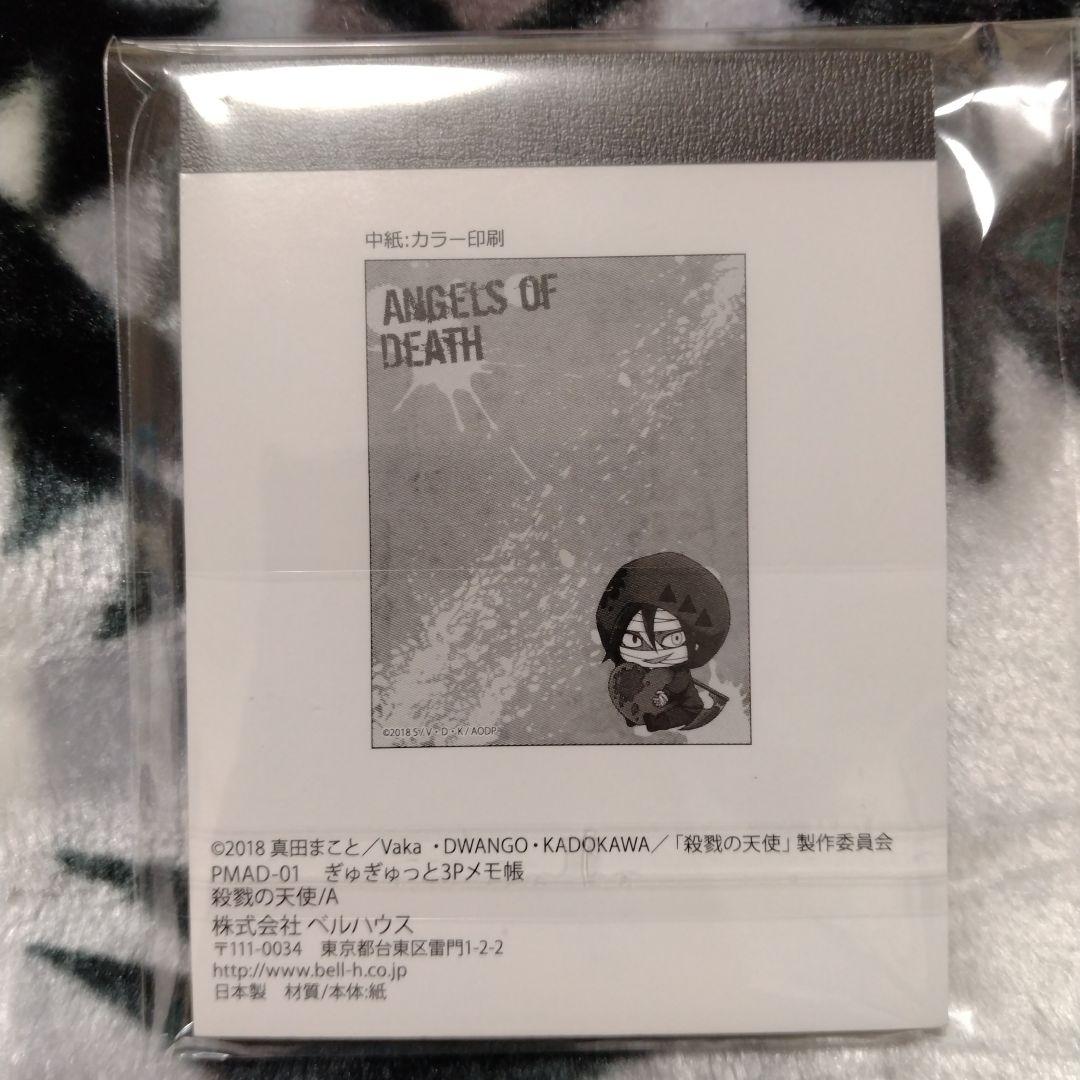 中紙:カラー印刷
ANGELS OF
DEATH
©2018 S/V・D・K/AODP
©2018 真田まこと／Vaka ・DWANGO・KADOKAWA／「殺戮の天使」製作委員会
PMAD-01　ぎゅぎゅっと3Pメモ帳
殺戮の天使/A
株式会社 ベルハウス
〒111-0034　東京都台東区雷門1-2-2
http://www.bell-h.co.jp
日本製　材質/本体:紙